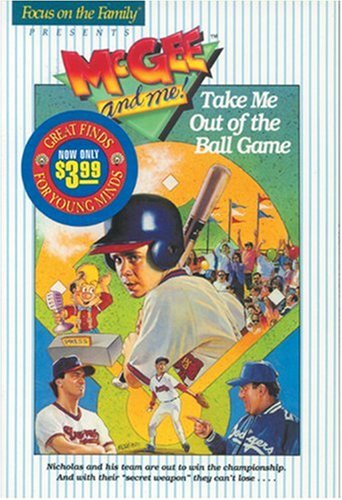 Focus on the Family®
PRESENTS
McGEE™
and me!
Take Me
Out of the
Ball Game
GREAT FINDS
NOW ONLY
$3.99
FOR YOUNG MINDS
PRESS
Dodgers
Nicholas and his team are out to win the championship.
And with their "secret weapon" they can't lose . . . .